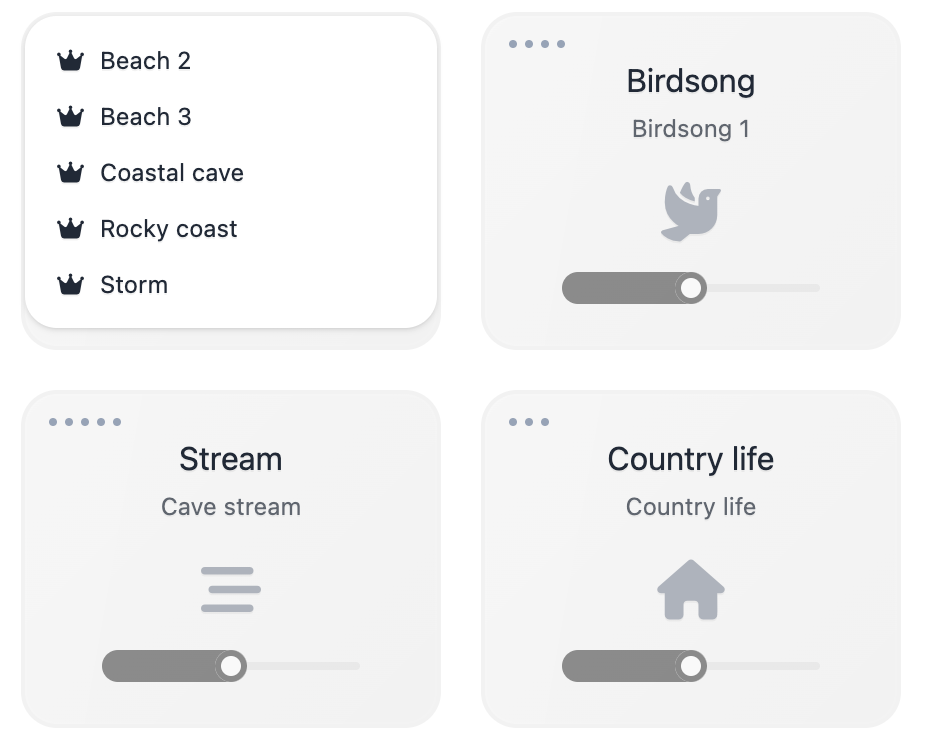 Beach 2
Beach 3
Coastal cave
Rocky coast
Storm
Birdsong
Birdsong 1
Stream
Cave stream
Country life
Country life